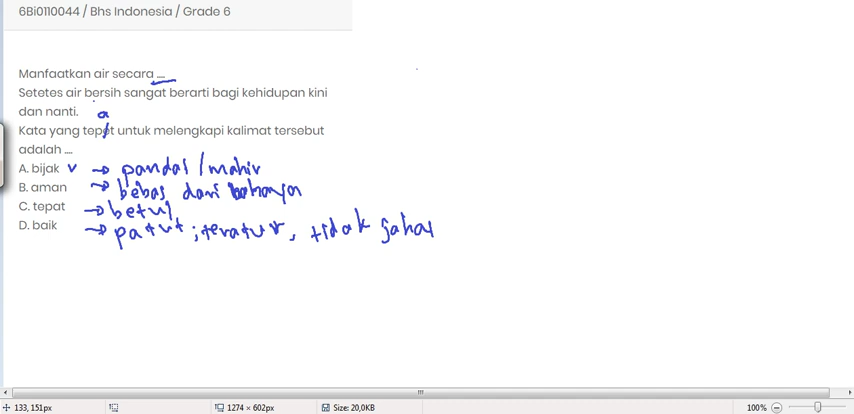 6Bi0110044 / Bhs Indonesia / Grade 6
Manfaatkan air secara ....
Setetes air bersih sangat berarti bagi kehidupan kini
dan nanti.
a
Kata yang tepet untuk melengkapi kalimat tersebut
adalah ....
A. bijak v → pandai / mahir
B. aman → bebas dari bahaya
C. tepat → betul
D. baik → patut ; teratur, tidak jahat
133, 151px
1274 × 602px
Size: 20,0KB
100%